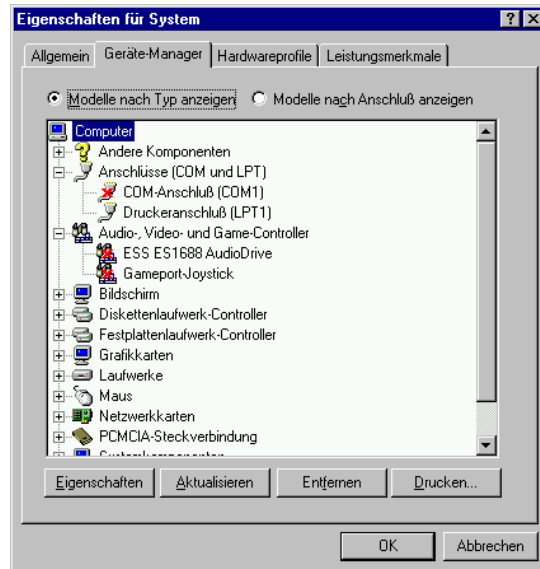 Eigenschaften für System
Allgemein Geräte-Manager Hardwareprofile Leistungsmerkmale
Modelle nach Typ anzeigen Modelle nach Anschluß anzeigen
Computer
Andere Komponenten
Anschlüsse (COM und LPT)
COM-Anschluß (COM1)
Druckeranschluß (LPT1)
Audio-, Video- und Game-Controller
ESS ES1688 AudioDrive
Gameport-Joystick
Bildschirm
Diskettenlaufwerk-Controller
Festplattenlaufwerk-Controller
Grafikkarten
Laufwerke
Maus
Netzwerkkarten
PCMCIA-Steckverbindung
Systemkomponenten
Eigenschaften Aktualisieren Entfernen Drucken...
OK Abbrechen